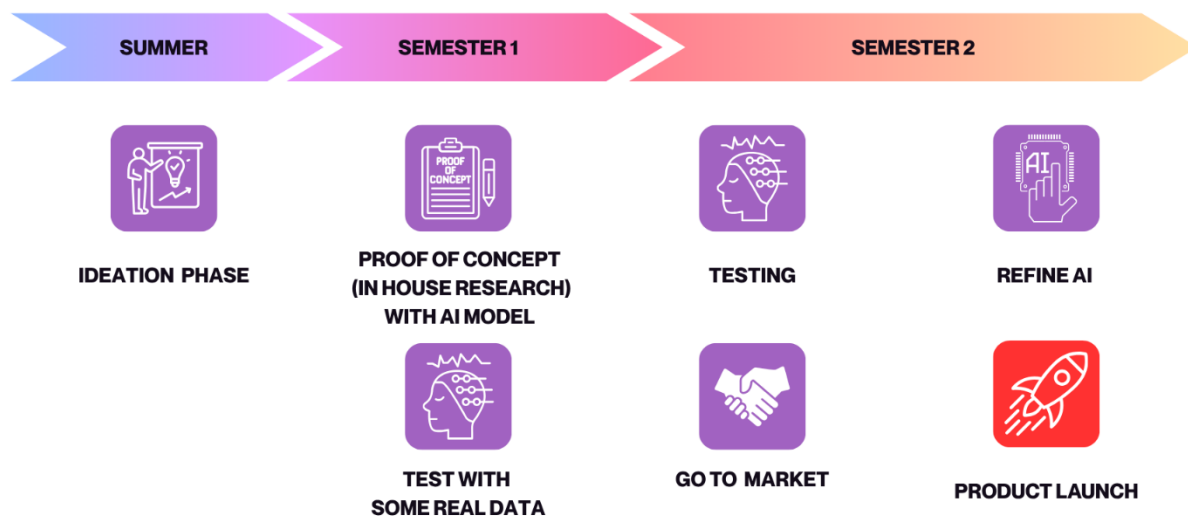 SUMMER
SEMESTER 1
SEMESTER 2
PROOF
OF
CONCEPT
AI
IDEATION PHASE
PROOF OF CONCEPT
(IN HOUSE RESEARCH)
WITH AI MODEL
TESTING
REFINE AI
TEST WITH
SOME REAL DATA
GO TO MARKET
PRODUCT LAUNCH